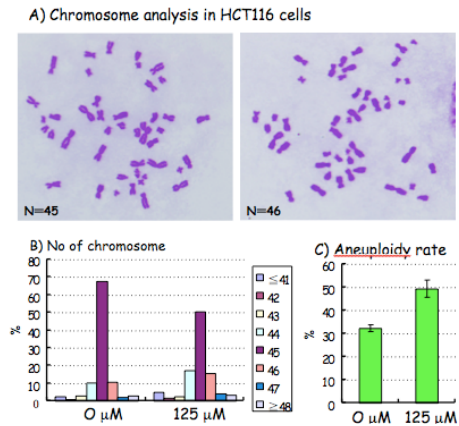 A) Chromosome analysis in HCT116 cells
N=45
N=46
B) No of chromosome
80
70
60
50
40
30
20
10
0
%
0 μM
125 μM
≤41
42
43
44
45
46
47
≥48
C) Aneuploidy rate
60
50
40
30
20
10
0
%
0 μM
125 μM